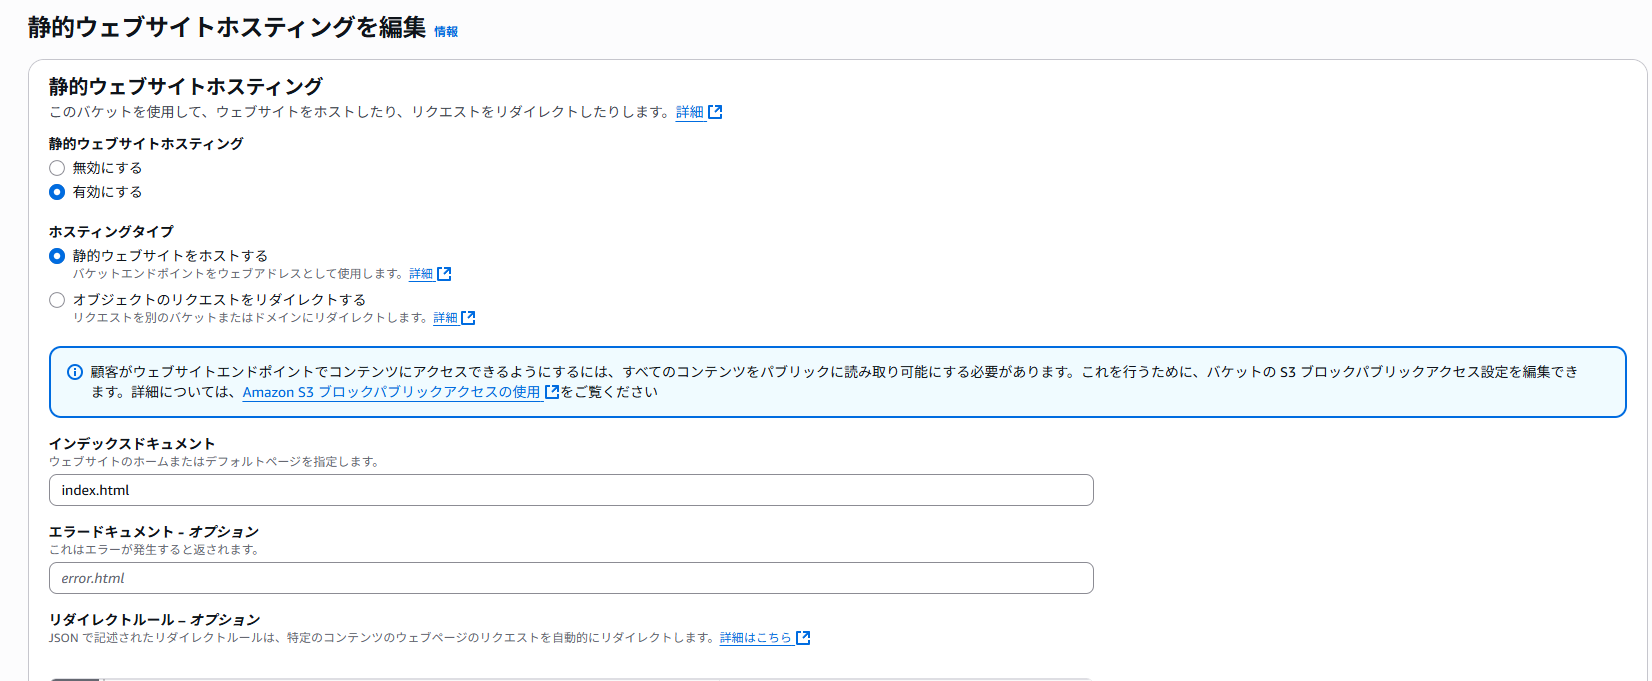 静的ウェブサイトホスティングを編集 情報
静的ウェブサイトホスティング
このバケットを使用して、ウェブサイトをホストしたり、リクエストをリダイレクトしたりします。詳細
静的ウェブサイトホスティング
無効にする
有効にする
ホスティングタイプ
静的ウェブサイトをホストする
バケットエンドポイントをウェブアドレスとして使用します。詳細
オブジェクトのリクエストをリダイレクトする
リクエストを別のバケットまたはドメインにリダイレクトします。詳細
顧客がウェブサイトエンドポイントでコンテンツにアクセスできるようにするには、すべてのコンテンツをパブリックに読み取り可能にする必要があります。これを行うために、バケットの S3 ブロックパブリックアクセス設定を編集でき
ます。詳細については、Amazon S3 ブロックパブリックアクセスの使用 をご覧ください
インデックスドキュメント
ウェブサイトのホームまたはデフォルトページを指定します。
index.html
エラードキュメント – オプション
これはエラーが発生すると返されます。
error.html
リダイレクトルール – オプション
JSON で記述されたリダイレクトルールは、特定のコンテンツのウェブページのリクエストを自動的にリダイレクトします。詳細はこちら